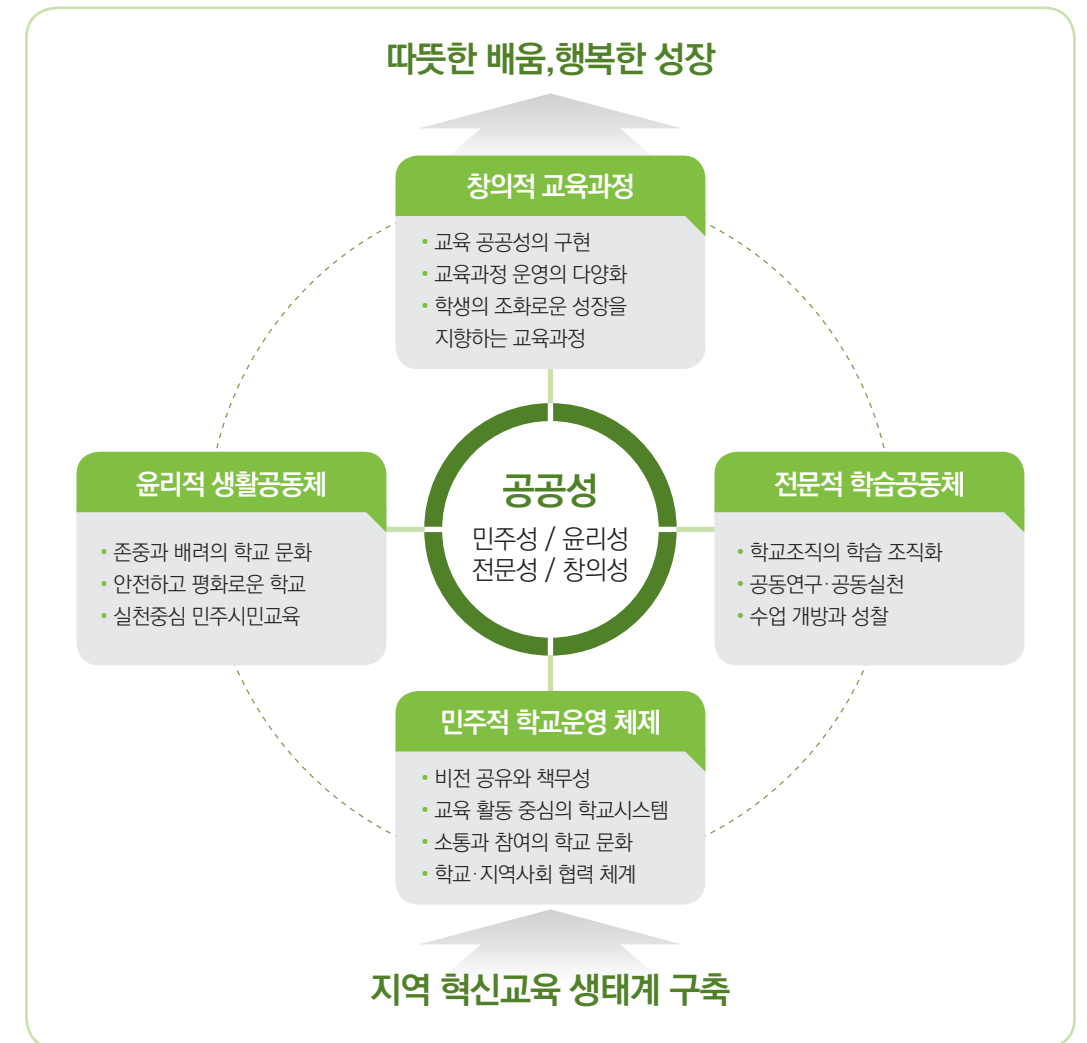 따뜻한 배움,행복한 성장
창의적 교육과정
• 교육 공공성의 구현
• 교육과정 운영의 다양화
• 학생의 조화로운 성장을
지향하는 교육과정
윤리적 생활공동체
• 존중과 배려의 학교 문화
• 안전하고 평화로운 학교
• 실천중심 민주시민교육
공공성
민주성 / 윤리성
전문성 / 창의성
전문적 학습공동체
• 학교조직의 학습 조직화
• 공동연구·공동실천
• 수업 개방과 성찰
민주적 학교운영 체제
• 비전 공유와 책무성
• 교육 활동 중심의 학교시스템
• 소통과 참여의 학교 문화
• 학교·지역사회 협력 체계
지역 혁신교육 생태계 구축